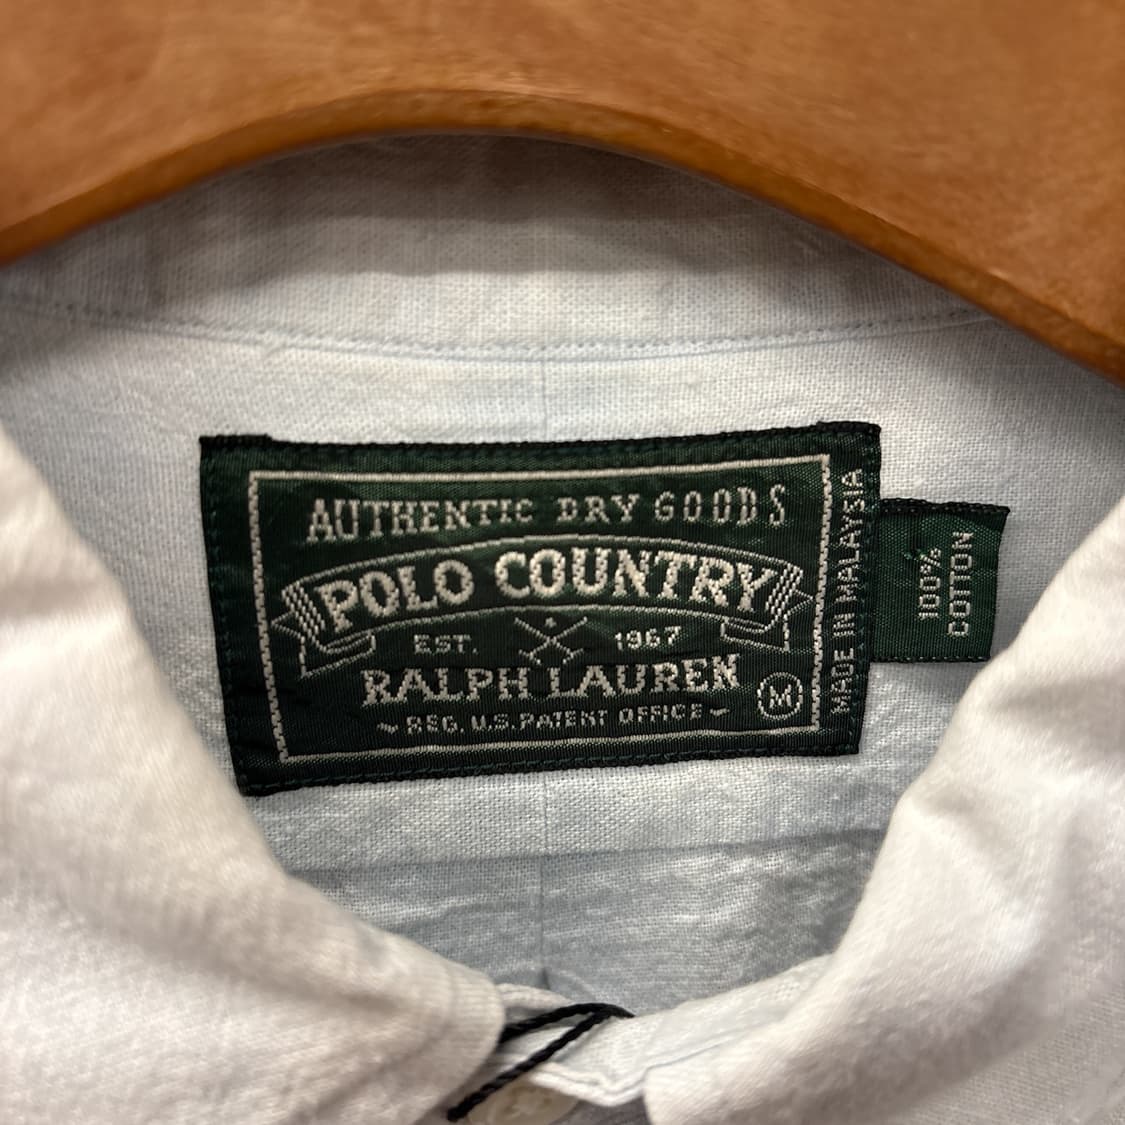 AUTHENTIC DRY GOODS
POLO COUNTRY
EST. 1967
RALPH LAUREN
REG. U.S. PATENT OFFICE
M
MADE IN MALAYSIA
100%
COTTON